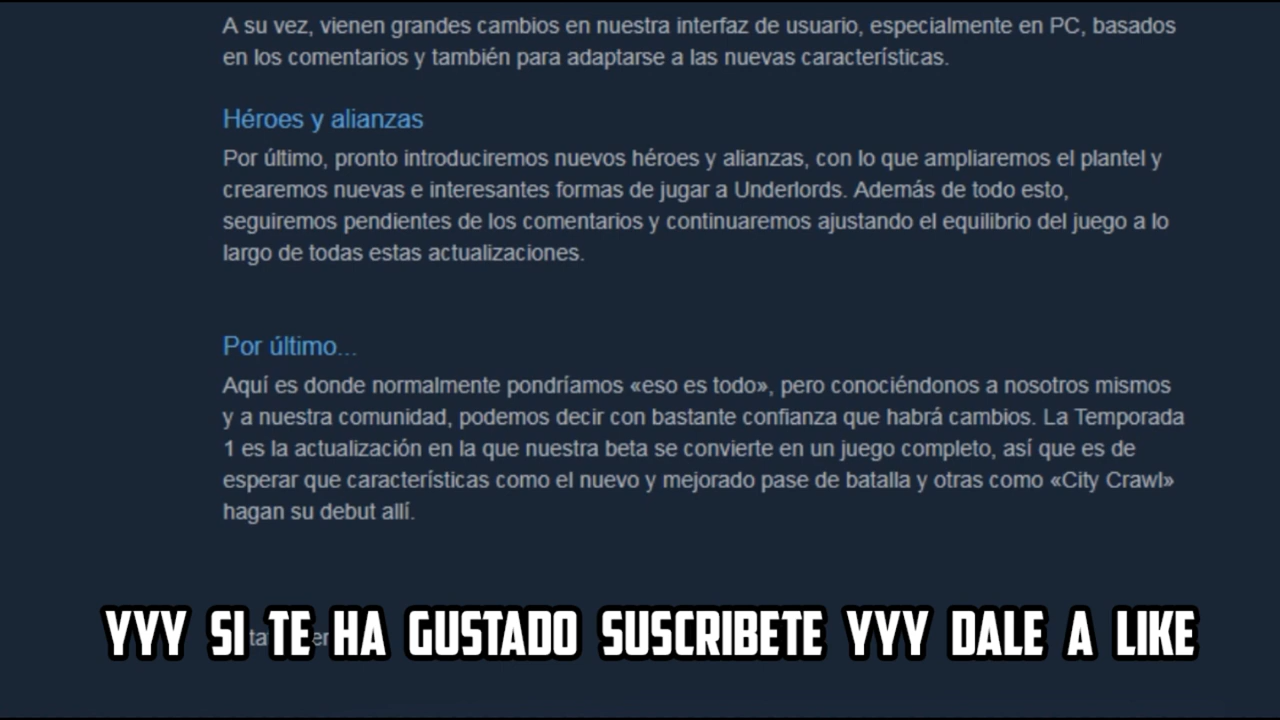 A su vez, vienen grandes cambios en nuestra interfaz de usuario, especialmente en PC, basados
en los comentarios y también para adaptarse a las nuevas características.
Héroes y alianzas
Por último, pronto introduciremos nuevos héroes y alianzas, con lo que ampliaremos el plantel y
crearemos nuevas e interesantes formas de jugar a Underlords. Además de todo esto,
seguiremos pendientes de los comentarios y continuaremos ajustando el equilibrio del juego a lo
largo de todas estas actualizaciones.
Por último...
Aquí es donde normalmente pondríamos «eso es todo», pero conociéndonos a nosotros mismos
y a nuestra comunidad, podemos decir con bastante confianza que habrá cambios. La Temporada
1 es la actualización en la que nuestra beta se convierte en un juego completo, así que es de
esperar que características como el nuevo y mejorado pase de batalla y otras como «City Crawl»
hagan su debut allí.
YYY SI TE HA GUSTADO SUSCRIBETE YYY DALE A LIKE